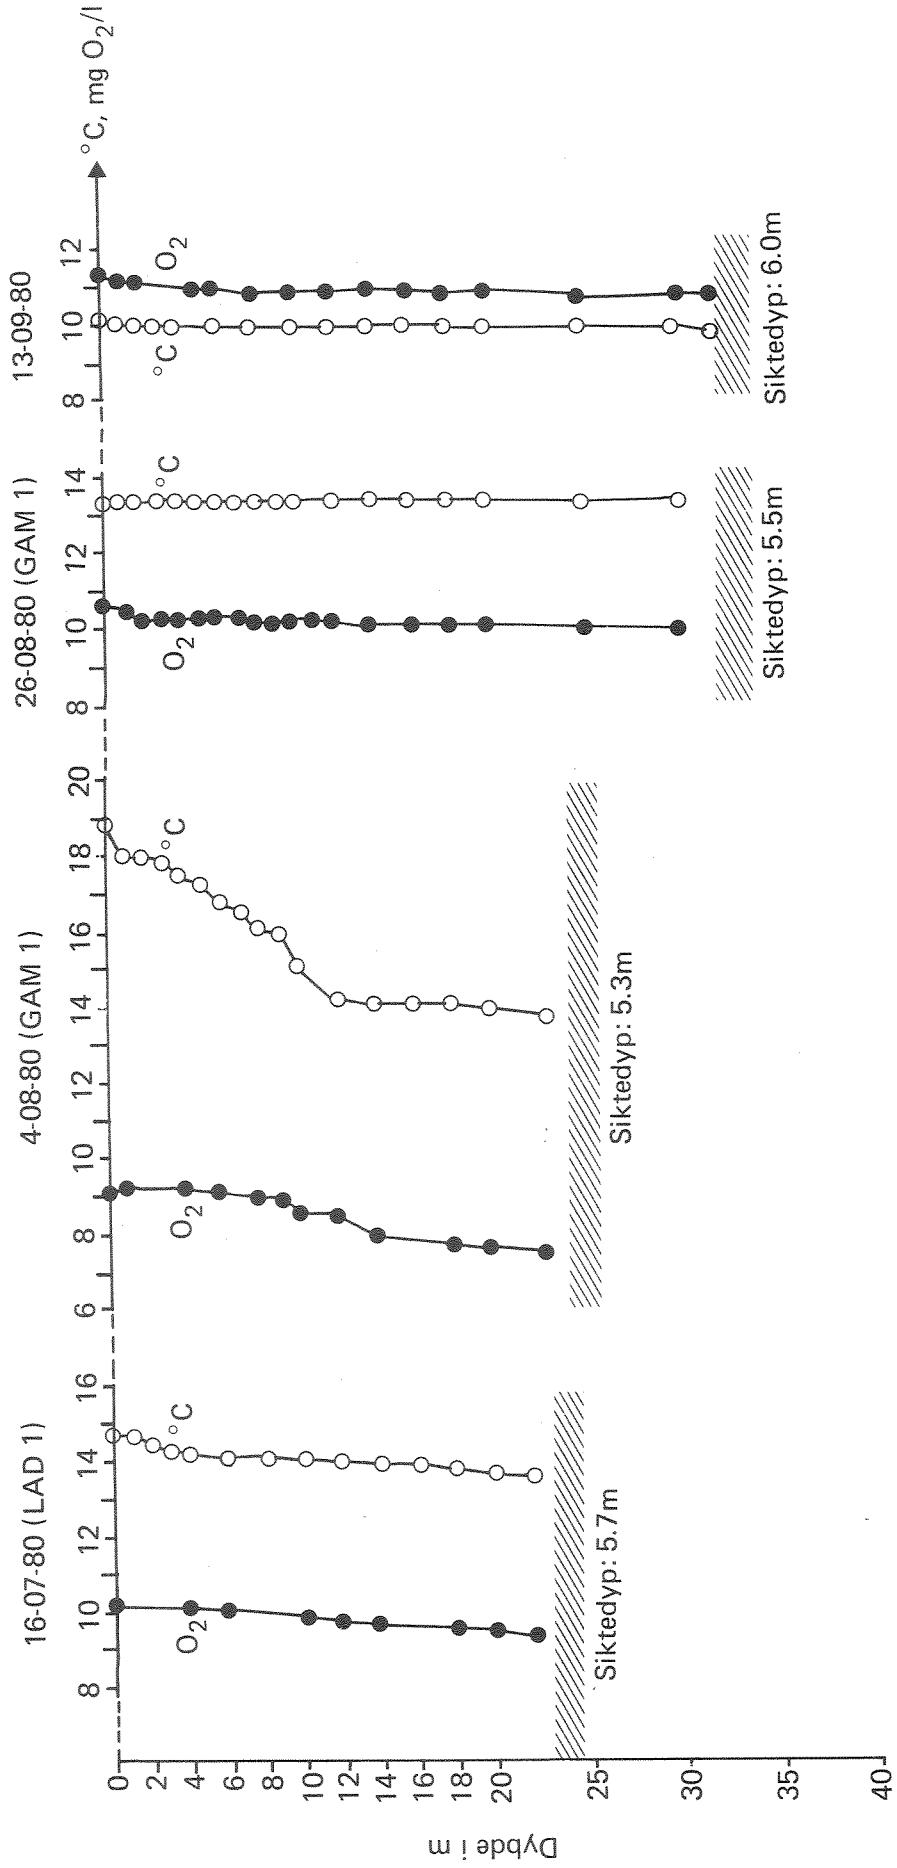 16-07-80 (LAD 1)
4-08-80 (GAM 1)
26-08-80 (GAM 1)
13-09-80
8 10 12 14 16
6 8 10 12 14 16 18 20
8 10 12 14
8 10 12
°C, mg O₂/l
O₂
°C
O₂
°C
O₂
°C
°C
O₂
Dybde i m
0
2
4
6
8
10
12
14
16
18
20
25
30
35
40
Siktedyp: 5.7m
Siktedyp: 5.3m
Siktedyp: 5.5m
Siktedyp: 6.0m